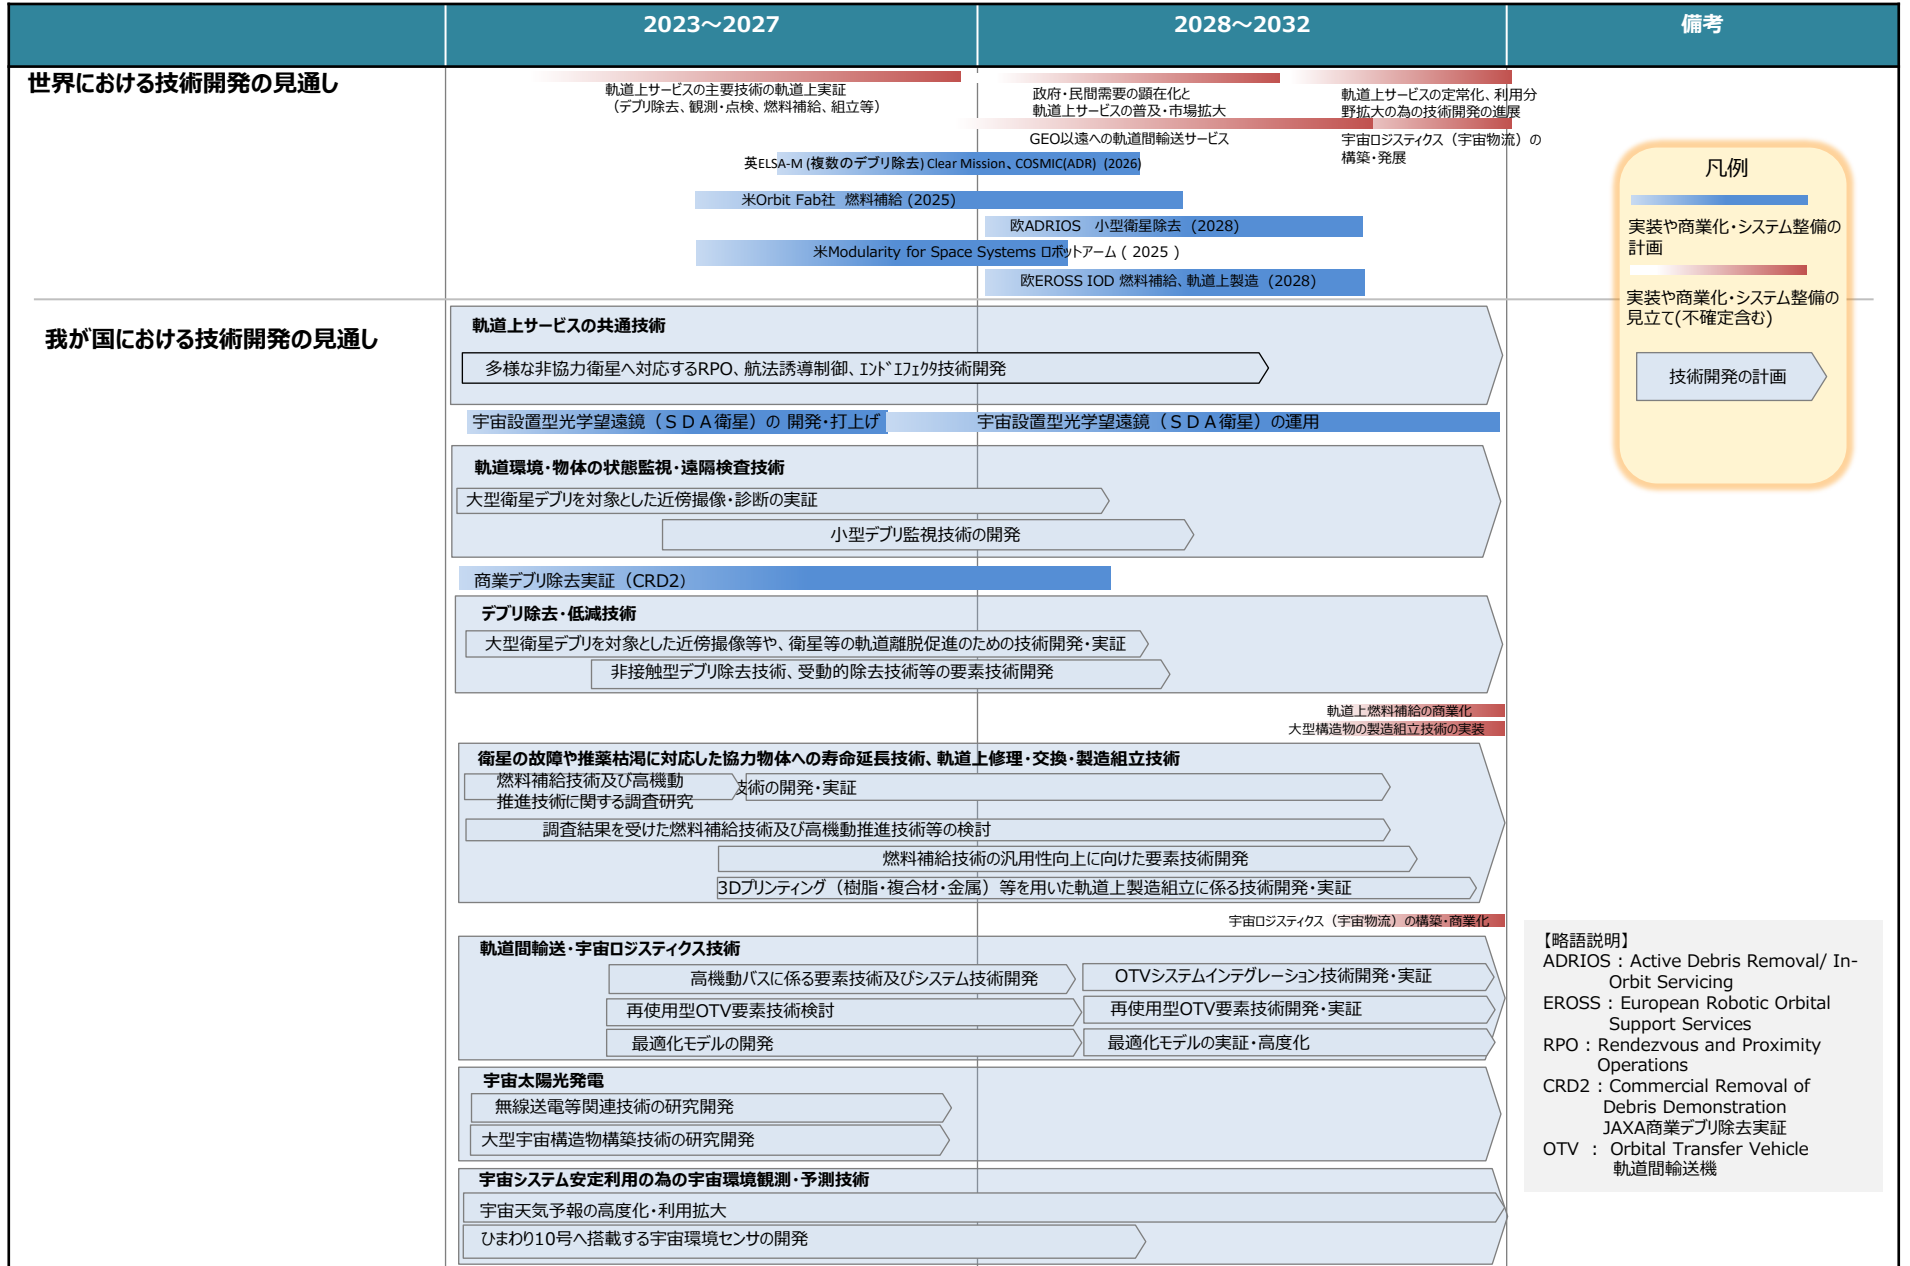 2023～2027
2028～2032
備考
世界における技術開発の見通し
軌道上サービスの主要技術の軌道上実証
（デブリ除去、観測・点検、燃料補給、組立等）
政府・民間需要の顕在化と
軌道上サービスの普及・市場拡大
軌道上サービスの定常化、利用分
野拡大の為の技術開発の進展
GEO以遠への軌道間輸送サービス
宇宙ロジスティクス（宇宙物流）の
構築・発展
英ELSA-M (複数のデブリ除去) Clear Mission、COSMIC(ADR) (2026)
米Orbit Fab社 燃料補給 (2025)
欧ADRIOS 小型衛星除去 (2028)
米Modularity for Space Systems ロボットアーム ( 2025 )
欧EROSS IOD 燃料補給、軌道上製造 (2028)
凡例
実装や商業化・システム整備の
計画
実装や商業化・システム整備の
見立て(不確定含む)
技術開発の計画
我が国における技術開発の見通し
軌道上サービスの共通技術
多様な非協力衛星へ対応するRPO、航法誘導制御、ｴﾝﾄﾞｴﾌｪｸﾀ技術開発
宇宙設置型光学望遠鏡（ＳＤＡ衛星）の 開発・打上げ
宇宙設置型光学望遠鏡（ＳＤＡ衛星）の運用
軌道環境・物体の状態監視・遠隔検査技術
大型衛星デブリを対象とした近傍撮像・診断の実証
小型デブリ監視技術の開発
商業デブリ除去実証（CRD2）
デブリ除去・低減技術
大型衛星デブリを対象とした近傍撮像等や、衛星等の軌道離脱促進のための技術開発・実証
非接触型デブリ除去技術、受動的除去技術等の要素技術開発
軌道上燃料補給の商業化
大型構造物の製造組立技術の実装
衛星の故障や推薬枯渇に対応した協力物体への寿命延長技術、軌道上修理・交換・製造組立技術
燃料補給技術及び高機動
推進技術に関する調査研究
技術の開発・実証
調査結果を受けた燃料補給技術及び高機動推進技術等の検討
燃料補給技術の汎用性向上に向けた要素技術開発
3Dプリンティング（樹脂・複合材・金属）等を用いた軌道上製造組立に係る技術開発・実証
宇宙ロジスティクス（宇宙物流）の構築・商業化
軌道間輸送・宇宙ロジスティクス技術
高機動バスに係る要素技術及びシステム技術開発
OTVシステムインテグレーション技術開発・実証
再使用型OTV要素技術検討
再使用型OTV要素技術開発・実証
最適化モデルの開発
最適化モデルの実証・高度化
宇宙太陽光発電
無線送電等関連技術の研究開発
大型宇宙構造物構築技術の研究開発
宇宙システム安定利用の為の宇宙環境観測・予測技術
宇宙天気予報の高度化・利用拡大
ひまわり10号へ搭載する宇宙環境センサの開発
【略語説明】
ADRIOS：Active Debris Removal/ In-
Orbit Servicing
EROSS：European Robotic Orbital
Support Services
RPO：Rendezvous and Proximity
Operations
CRD2：Commercial Removal of
Debris Demonstration
JAXA商業デブリ除去実証
OTV ： Orbital Transfer Vehicle
軌道間輸送機